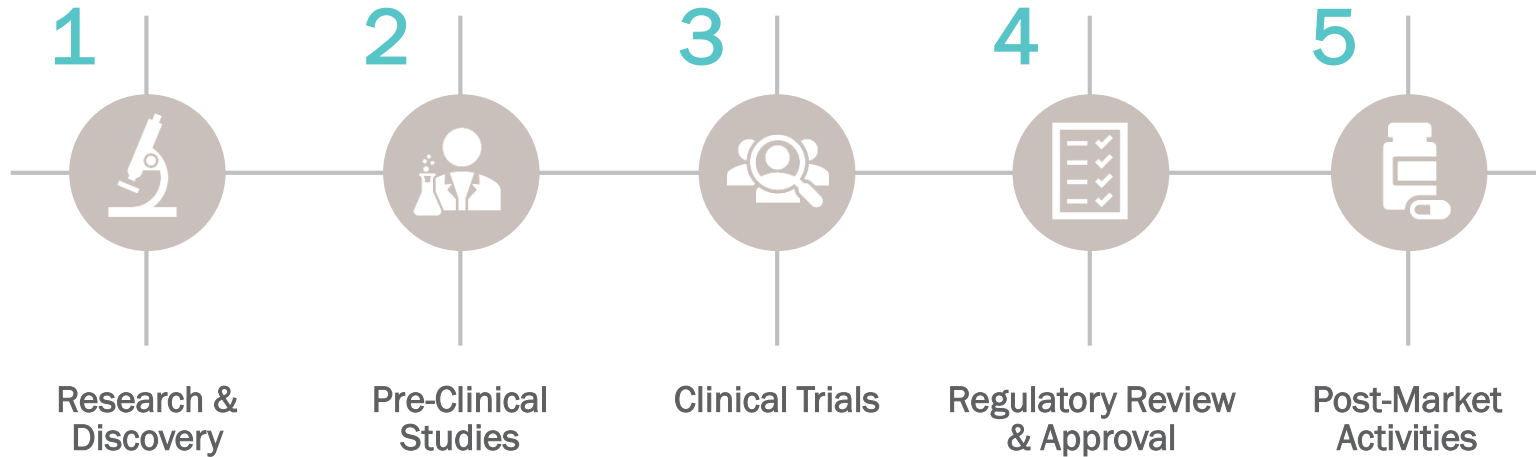 1
2
3
4
5
Research &
Discovery
Pre-Clinical
Studies
Clinical Trials
Regulatory Review
& Approval
Post-Market
Activities